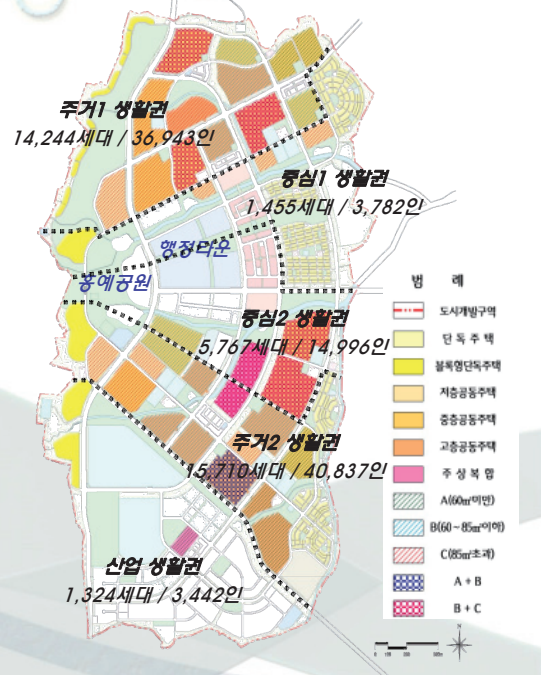 주거1 생활권
14,244세대 / 36,943인
중심1 생활권
1,455세대 / 3,782인
행정타운
홍예공원
중심2 생활권
5,767세대 / 14,996인
주거2 생활권
15,710세대 / 40,837인
산업 생활권
1,324세대 / 3,442인
범 례
도시개발구역
단 독 주 택
블록형단독주택
저층공동주택
중층공동주택
고층공동주택
주 상 복 합
A(60㎡미만)
B(60~85㎡이하)
C(85㎡초과)
A + B
B + C